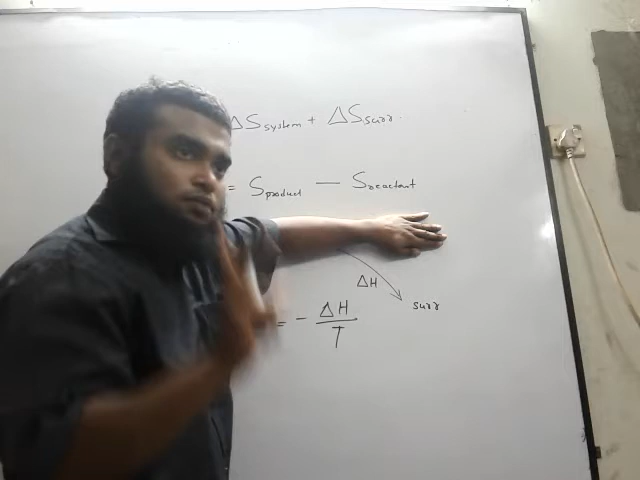 ΔSsystem + ΔSsurr.
= Sproduct — Sreactant
ΔH
surr
= - ΔH/T